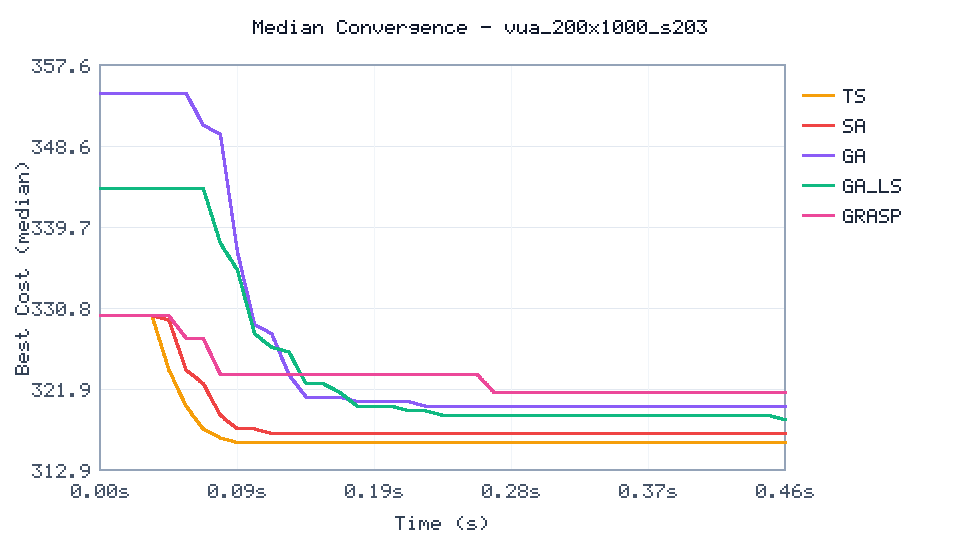 Median Convergence - vua_200x1000_s203
357.6
348.6
339.7
330.8
321.9
312.9
Best Cost (median)
0.00s 0.09s 0.19s 0.28s 0.37s 0.46s
Time (s)
TS
SA
GA
GA_LS
GRASP